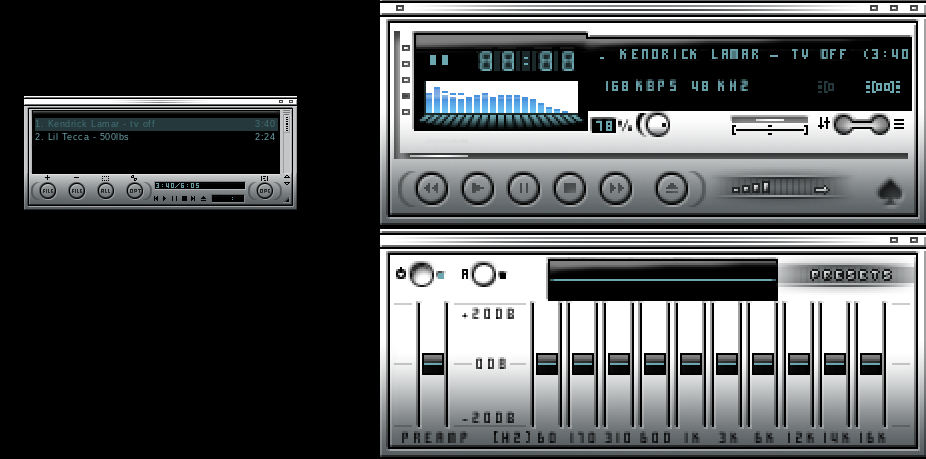 1. Kendrick Lamar - tv off 3:40
2. Lil Tecca - 500lbs 2:24
FILE FILE ALL OPT
3:40/6:05
OPE
88:88
. KENDRICK LAMAR - TV OFF (3:40
168 KBPS 48 KHZ
78 %
PRESETS
A
+20DB
0DB
-20DB
PREAMP [HZ] 60 170 310 600 1K 3K 6K 12K 14K 16K